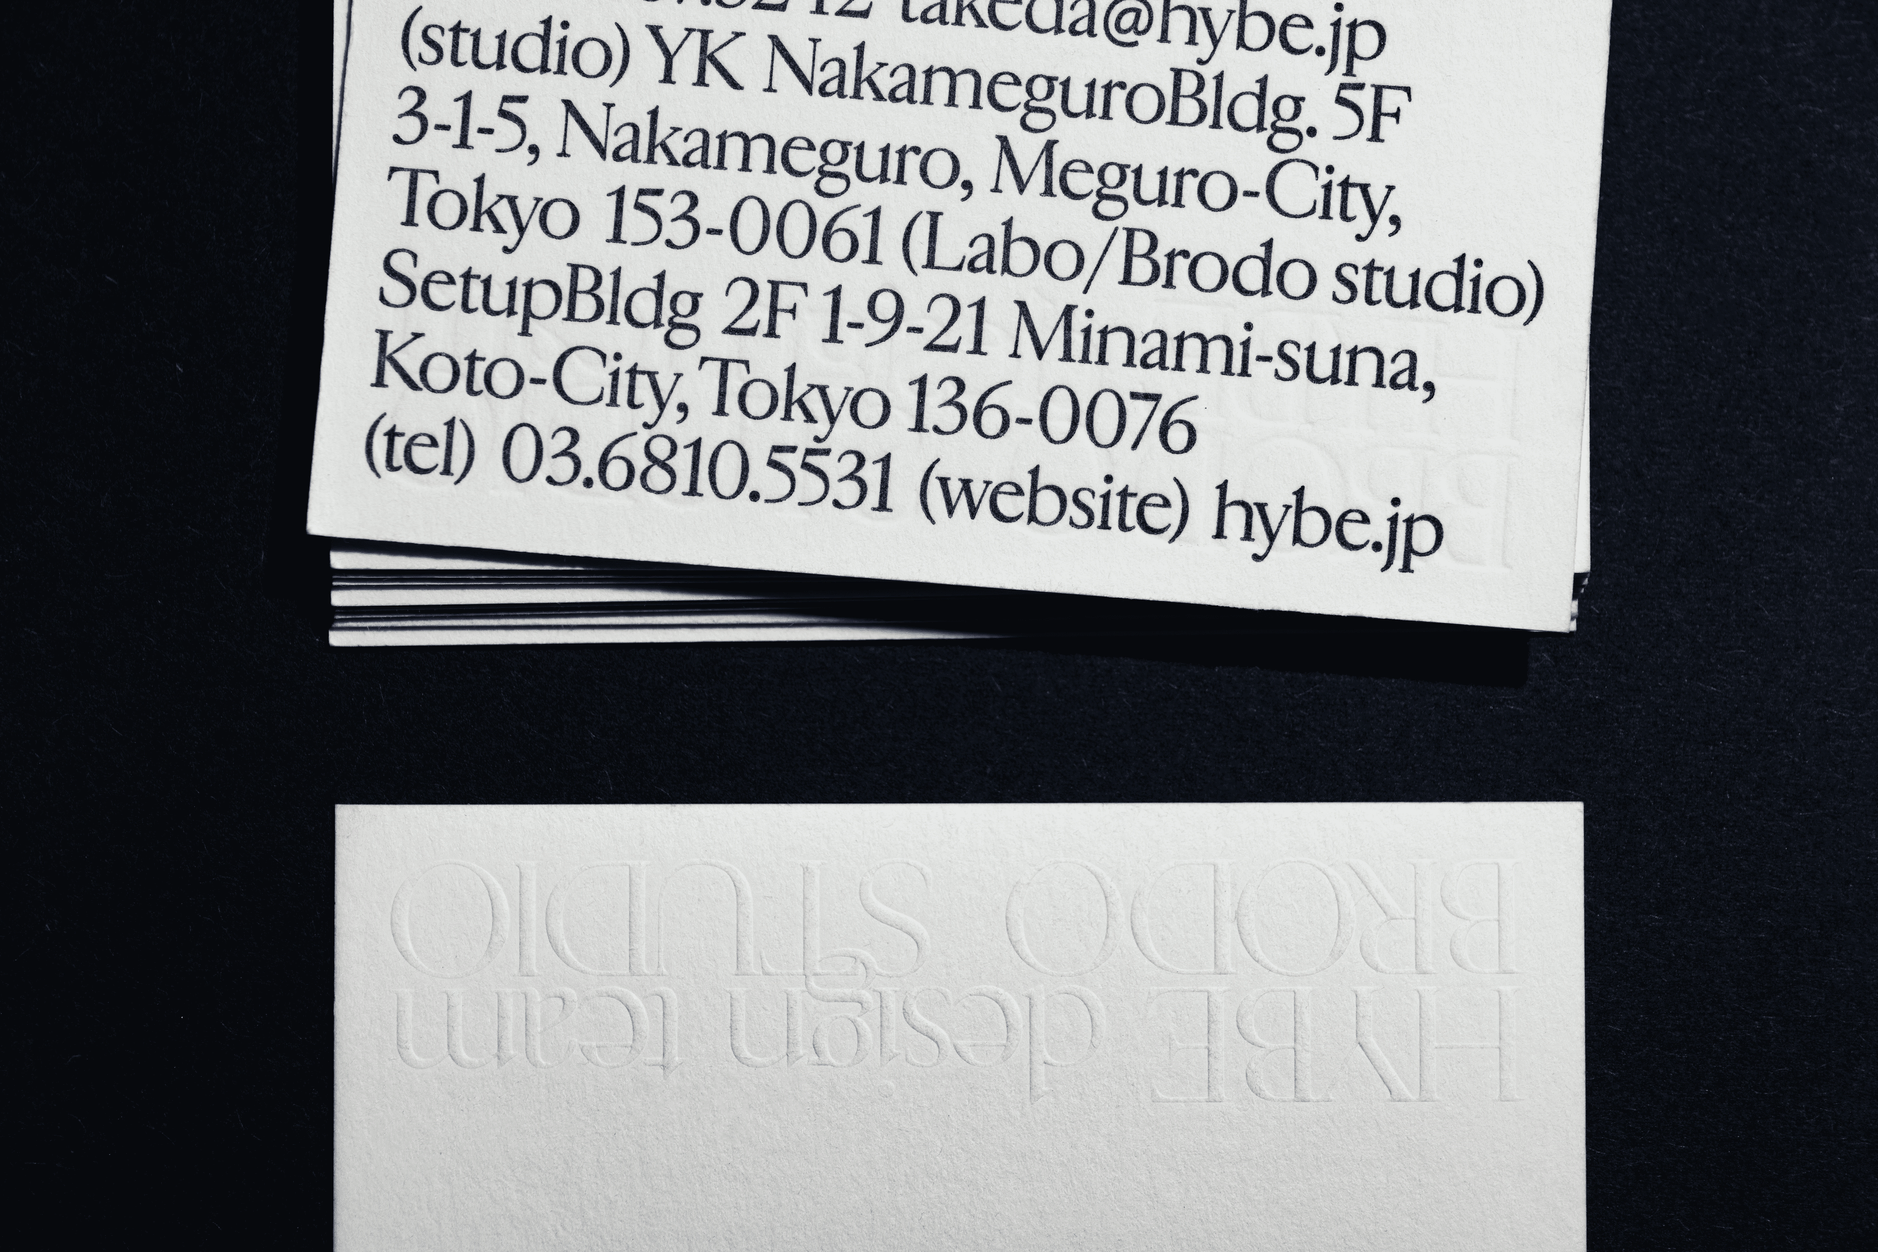 takeda@hybe.jp
(studio) YK NakameguroBldg. 5F
3-1-5, Nakameguro, Meguro-City,
Tokyo 153-0061 (Labo/Brodo studio)
SetupBldg 2F 1-9-21 Minami-suna,
Koto-City, Tokyo 136-0076
(tel) 03.6810.5531 (website) hybe.jp
HYBE design team
BRODO STUDIO